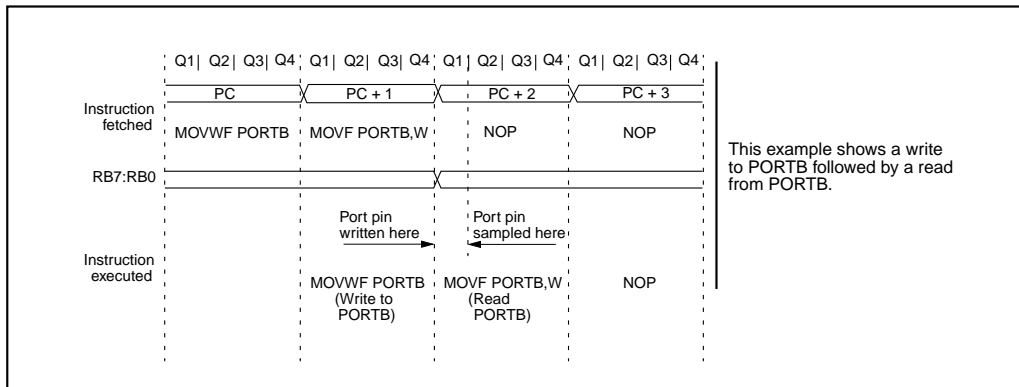 Q1| Q2| Q3| Q4 Q1| Q2| Q3| Q4 Q1| Q2| Q3| Q4 Q1| Q2| Q3| Q4
PC PC + 1 PC + 2 PC + 3
Instruction
fetched
MOVWF PORTB MOVF PORTB,W NOP NOP
This example shows a write
to PORTB followed by a read
from PORTB.
RB7:RB0
Port pin
written here
Port pin
sampled here
Instruction
executed
MOVWF PORTB
(Write to
PORTB)
MOVF PORTB,W
(Read
PORTB)
NOP